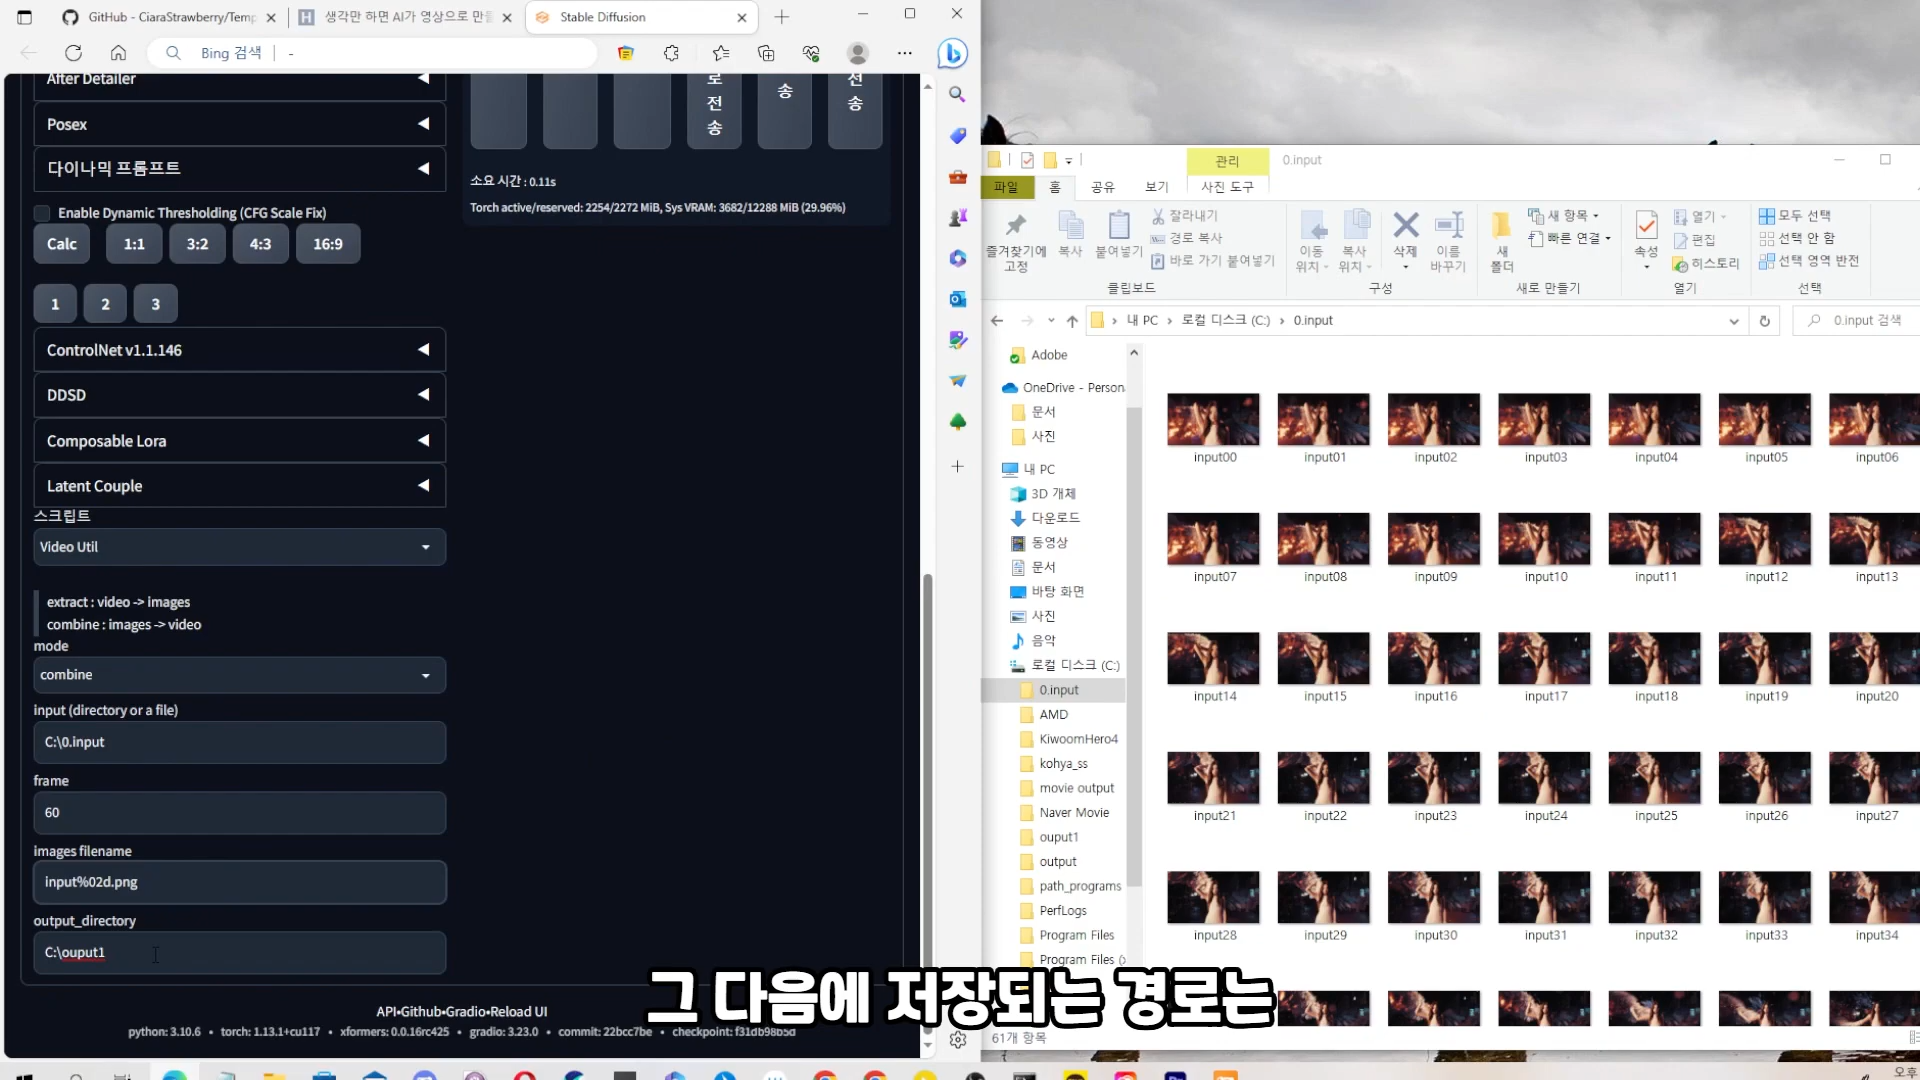 GitHub - CiaraStrawberry/Temp
생각만 하면 AI가 영상으로 만들
Stable Diffusion
Bing 검색 -
After Detailer
Posex
다이나믹 프롬프트
Enable Dynamic Thresholding (CFG Scale Fix)
Calc 1:1 3:2 4:3 16:9
1 2 3
ControlNet v1.1.146
DDSD
Composable Lora
Latent Couple
스크립트
Video Util
extract : video -> images
combine : images -> video
mode
combine
input (directory or a file)
C:\0.input
frame
60
images filename
input%02d.png
output_directory
C:\ouput1
API•Github•Gradio•Reload UI
python: 3.10.6 • torch: 1.13.1+cu117 • xformers: 0.0.16rc425 • gradio: 3.23.0 • commit: 22bcc7be • checkpoint: f31db98b5d
로
전
송
송
전
송
소요 시간 : 0.11s
Torch active/reserved: 2254/2272 MiB, Sys VRAM: 3682/12288 MiB (29.96%)
관리 0.input
파일 홈 공유 보기 사진 도구
즐겨찾기에
고정
복사
붙여넣기
잘라내기
경로 복사
바로 가기 붙여넣기
클립보드
이동
위치
복사
위치
삭제
이름
바꾸기
구성
새
폴더
새 항목
빠른 연결
새로 만들기
속성
열기
편집
히스토리
열기
모두 선택
선택 안 함
선택 영역 반전
선택
내 PC › 로컬 디스크 (C:) › 0.input
0.input 검색
Adobe
OneDrive - Person
문서
사진
내 PC
3D 개체
다운로드
동영상
문서
바탕 화면
사진
음악
로컬 디스크 (C:)
0.input
AMD
KiwoomHero4
kohya_ss
movie output
Naver Movie
ouput1
output
path_programs
PerfLogs
Program Files
Program Files (x
input00 input01 input02 input03 input04 input05 input06
input07 input08 input09 input10 input11 input12 input13
input14 input15 input16 input17 input18 input19 input20
input21 input22 input23 input24 input25 input26 input27
input28 input29 input30 input31 input32 input33 input34
61개 항목
그 다음에 저장되는 경로는
오후